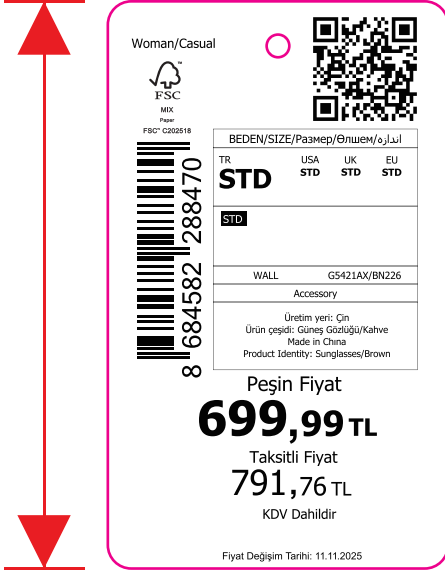 Woman/Casual
FSC™
MIX
Paper
FSC™ C202518
BEDEN/SIZE/Размер/Өлшем/اندازه
TR USA UK EU
STD STD STD STD
STD
WALL G5421AX/BN226
Accessory
Üretim yeri: Çin
Ürün çeşidi: Güneş Gözlüğü/Kahve
Made in Chına
Product Identity: Sunglasses/Brown
8 684582 288470
Peşin Fiyat
699,99 TL
Taksitli Fiyat
791,76 TL
KDV Dahildir
Fiyat Değişim Tarihi: 11.11.2025